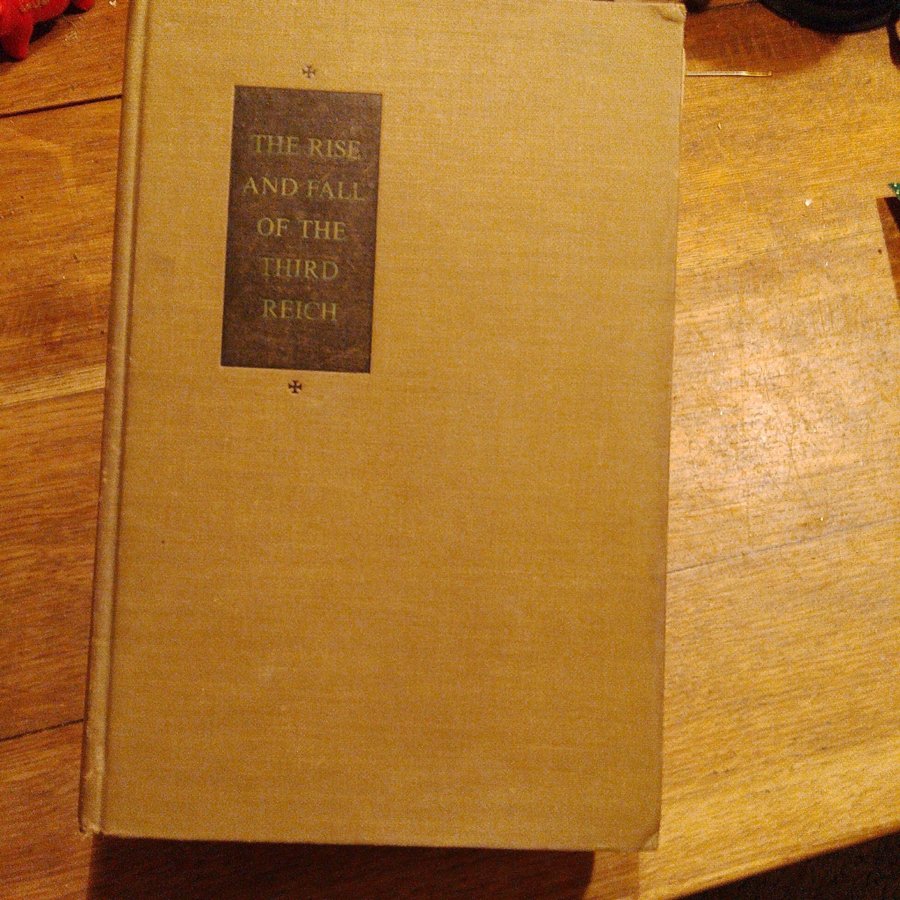 THE RISE
AND FALL
OF THE
THIRD
REICH